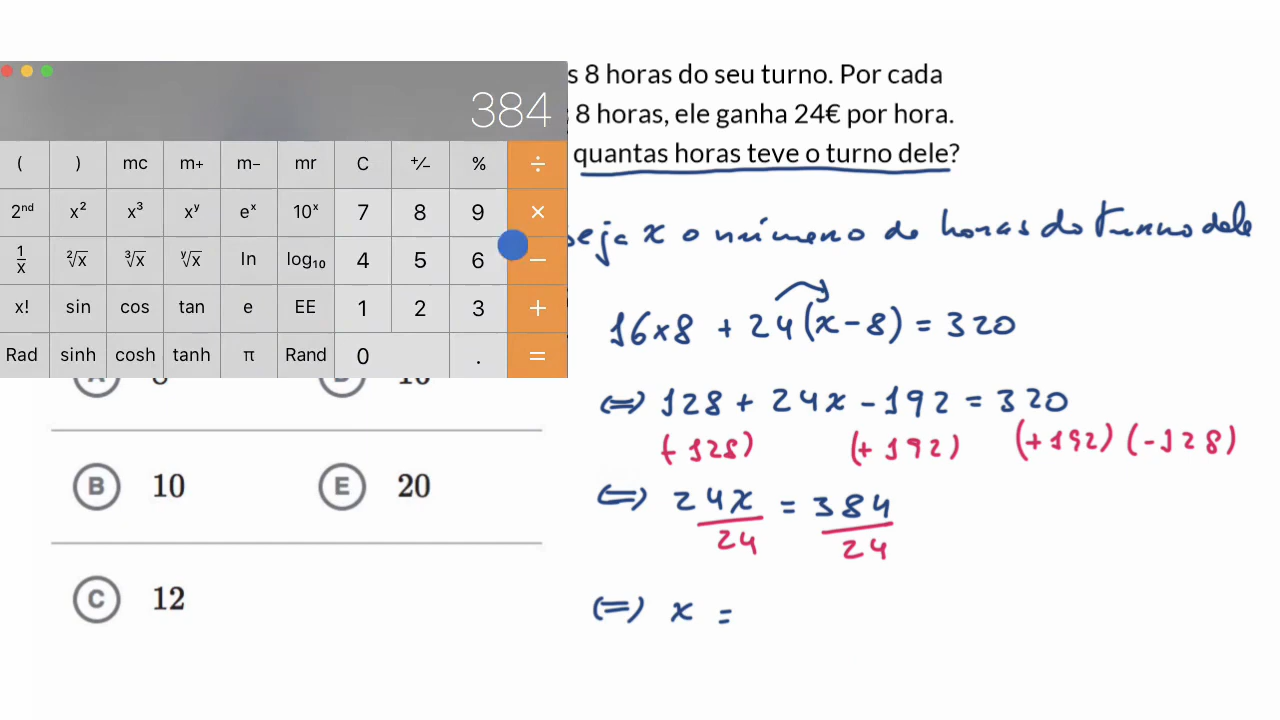 s 8 horas do seu turno. Por cada
8 horas, ele ganha 24€ por hora.
quantas horas teve o turno dele?
384
( ) mc m+ m− mr C +/− % ÷
2nd x² x³ xʸ eˣ 10ˣ 7 8 9 ×
1/x ²√x ³√x ʸ√x ln log₁₀ 4 5 6 −
x! sin cos tan e EE 1 2 3 +
Rad sinh cosh tanh π Rand 0 . =
B 10 E 20
C 12
seja x o número de horas do turno dele
16×8 + 24(x−8) = 320
⇔ 128 + 24x − 192 = 320
(-128) (+192) (+192) (-128)
⇔ 24x/24 = 384/24
⇔ x =